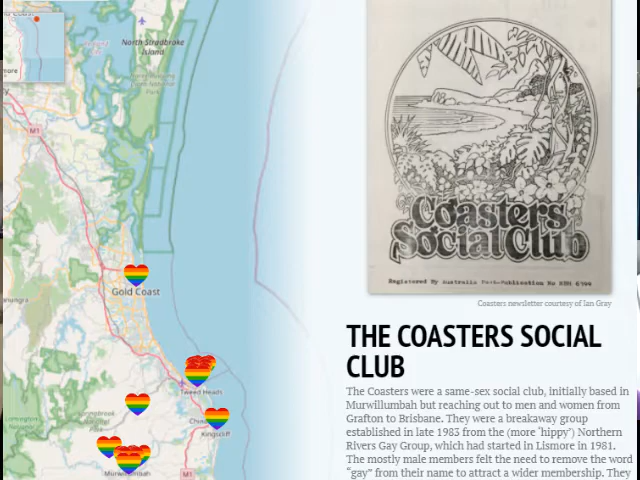 North Stradbroke
Island
M1
Gold Coast
Tweed Heads
Kingscliff
M1
Coasters
Social Club
Registered By Australia Post-Publication No
Coasters newsletter courtesy of Ian Gray
THE COASTERS SOCIAL
CLUB
The Coasters were a same-sex social club, initially based in
Murwillumbah but reaching out to men and women from
Grafton to Brisbane. They were a breakaway group
established in late 1983 from the (more 'hippy') Northern
Rivers Gay Group, which had started in Lismore in 1981.
The mostly male members felt the need to remove the word
"gay" from their name to attract a wider membership. They